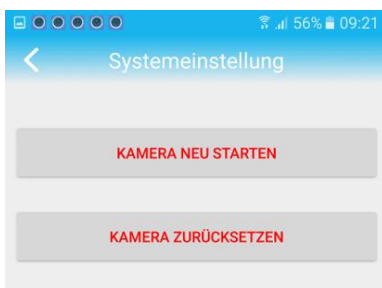 56% 09:21
Systemeinstellung
KAMERA NEU STARTEN
KAMERA ZURÜCKSETZEN